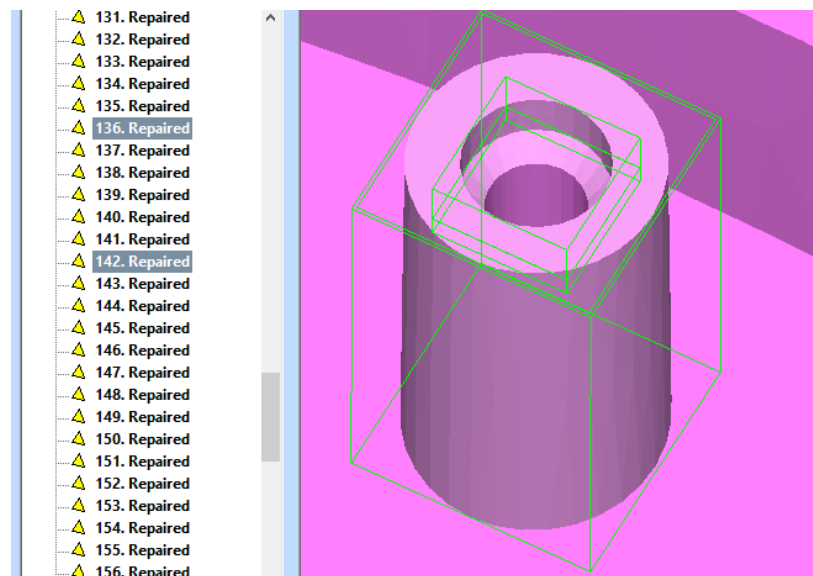 131. Repaired
132. Repaired
133. Repaired
134. Repaired
135. Repaired
136. Repaired
137. Repaired
138. Repaired
139. Repaired
140. Repaired
141. Repaired
142. Repaired
143. Repaired
144. Repaired
145. Repaired
146. Repaired
147. Repaired
148. Repaired
149. Repaired
150. Repaired
151. Repaired
152. Repaired
153. Repaired
154. Repaired
155. Repaired
156. Repaired